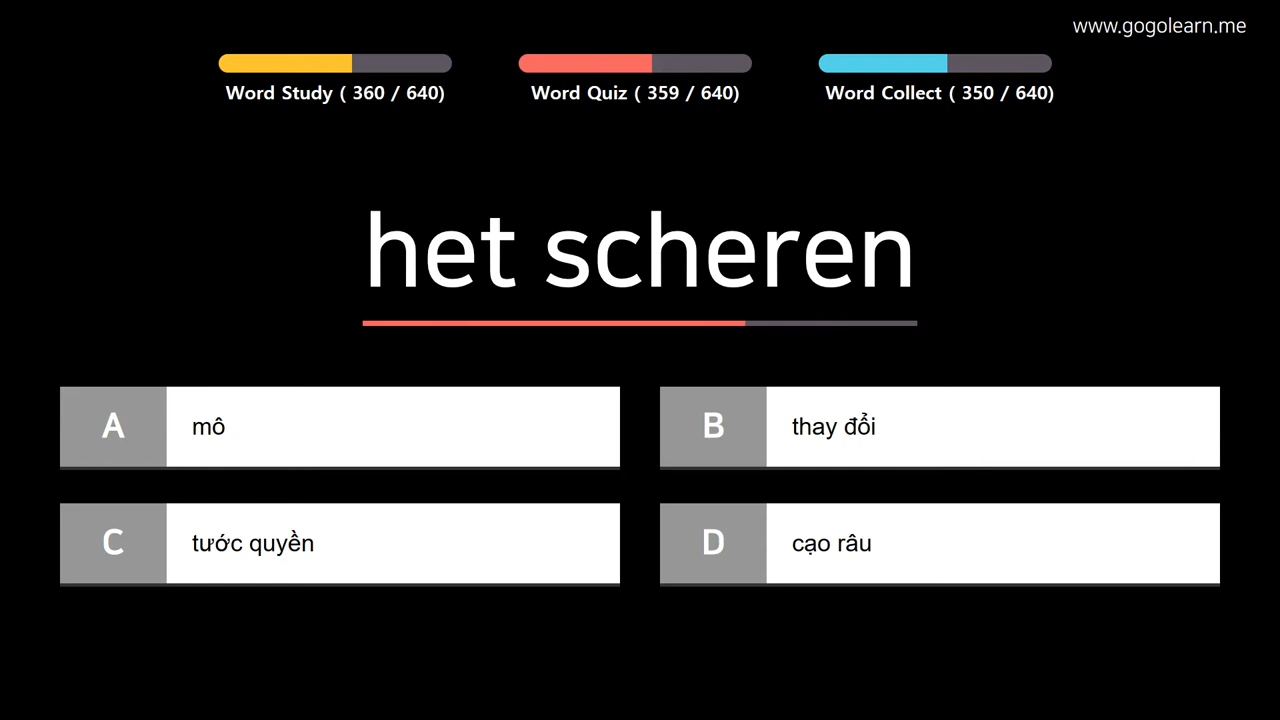 www.gogolearn.me
Word Study ( 360 / 640)
Word Quiz ( 359 / 640)
Word Collect ( 350 / 640)
het scheren
A mô
B thay đổi
C tước quyền
D cạo râu